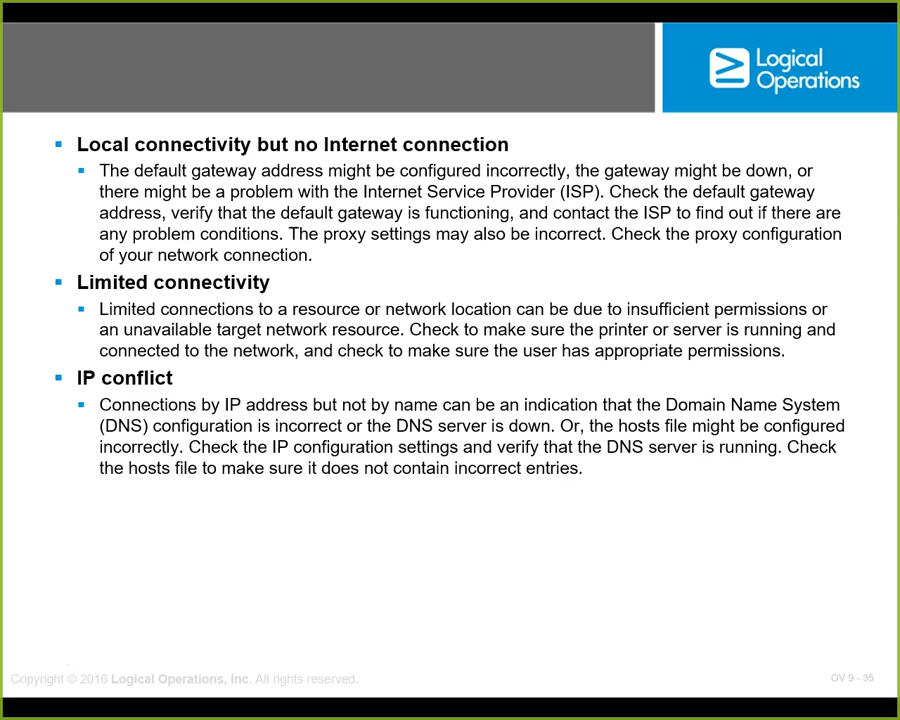 Logical
Operations
Local connectivity but no Internet connection
The default gateway address might be configured incorrectly, the gateway might be down, or
there might be a problem with the Internet Service Provider (ISP). Check the default gateway
address, verify that the default gateway is functioning, and contact the ISP to find out if there are
any problem conditions. The proxy settings may also be incorrect. Check the proxy configuration
of your network connection.
Limited connectivity
Limited connections to a resource or network location can be due to insufficient permissions or
an unavailable target network resource. Check to make sure the printer or server is running and
connected to the network, and check to make sure the user has appropriate permissions.
IP conflict
Connections by IP address but not by name can be an indication that the Domain Name System
(DNS) configuration is incorrect or the DNS server is down. Or, the hosts file might be configured
incorrectly. Check the IP configuration settings and verify that the DNS server is running. Check
the hosts file to make sure it does not contain incorrect entries.
Copyright © 2016 Logical Operations, Inc. All rights reserved.
OV 9 - 35